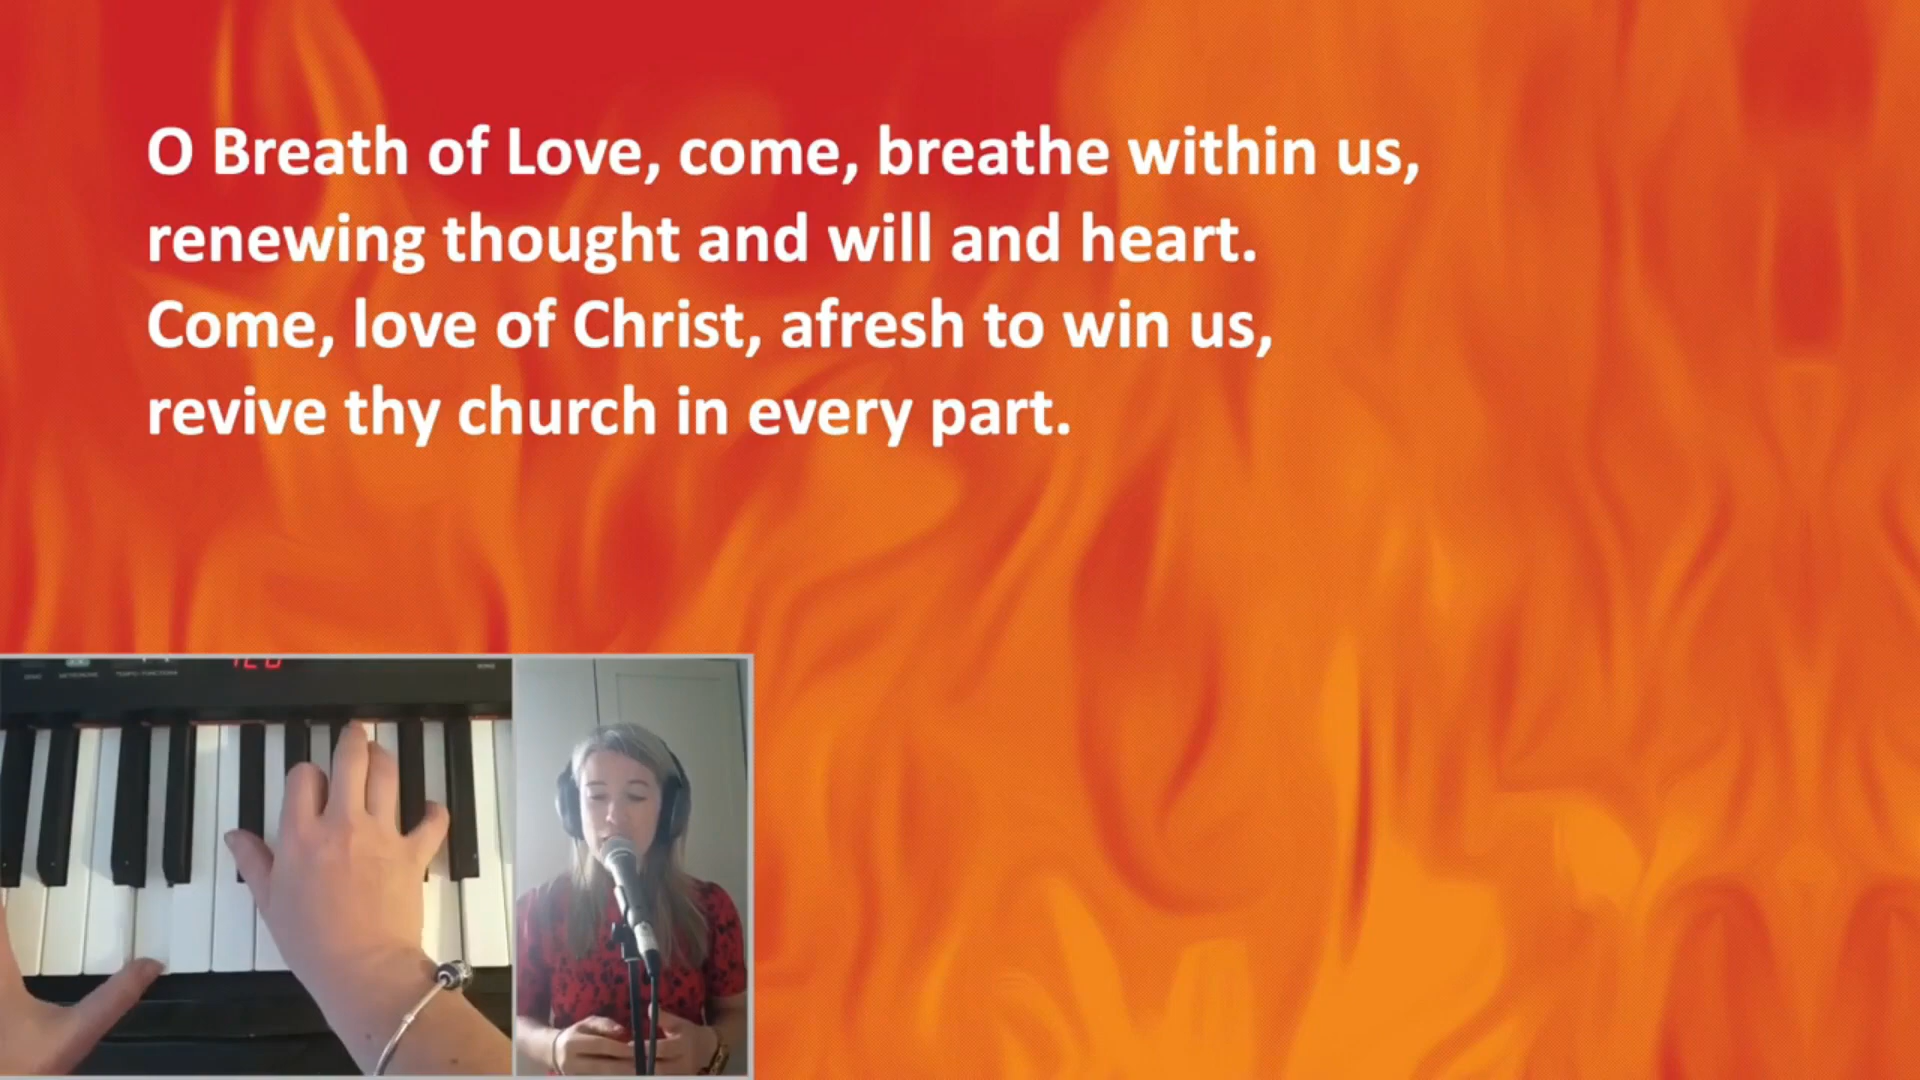 O Breath of Love, come, breathe within us,
renewing thought and will and heart.
Come, love of Christ, afresh to win us,
revive thy church in every part.